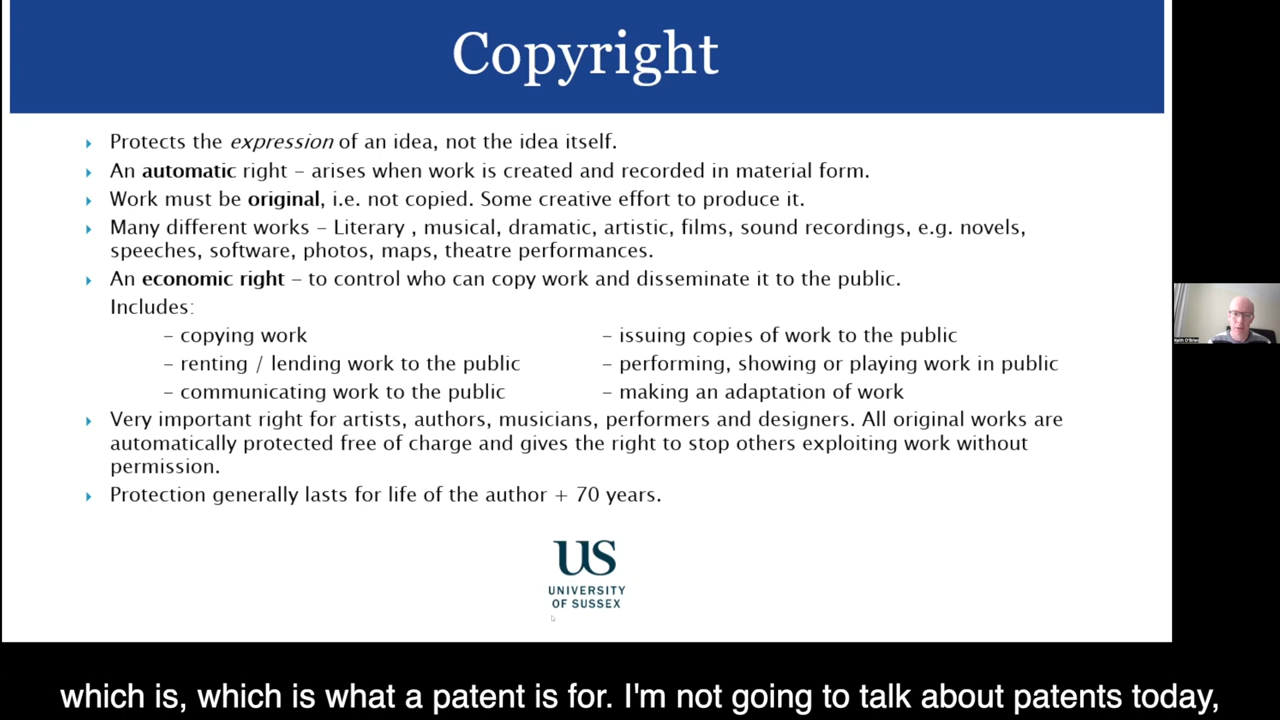 Copyright
Protects the expression of an idea, not the idea itself.
An automatic right – arises when work is created and recorded in material form.
Work must be original, i.e. not copied. Some creative effort to produce it.
Many different works – Literary , musical, dramatic, artistic, films, sound recordings, e.g. novels,
speeches, software, photos, maps, theatre performances.
An economic right – to control who can copy work and disseminate it to the public.
Includes:
– copying work
– issuing copies of work to the public
– renting / lending work to the public
– performing, showing or playing work in public
– communicating work to the public
– making an adaptation of work
Very important right for artists, authors, musicians, performers and designers. All original works are
automatically protected free of charge and gives the right to stop others exploiting work without
permission.
Protection generally lasts for life of the author + 70 years.
US
UNIVERSITY
OF SUSSEX
Keith O'Brien
which is, which is what a patent is for. I'm not going to talk about patents today,